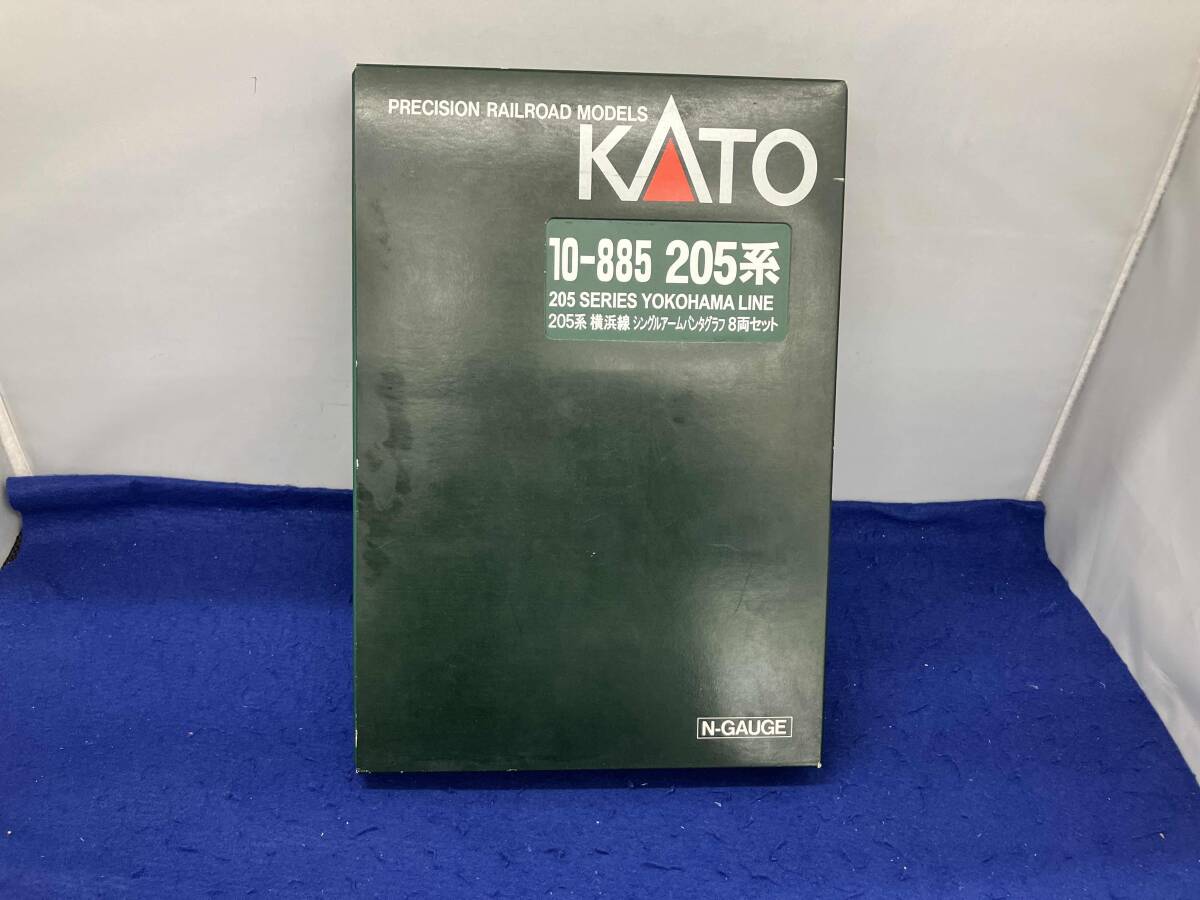 PRECISION RAILROAD MODELS
KATO
10-885 205系
205 SERIES YOKOHAMA LINE
205系 横浜線 シングルアームパンタグラフ 8両セット
N-GAUGE